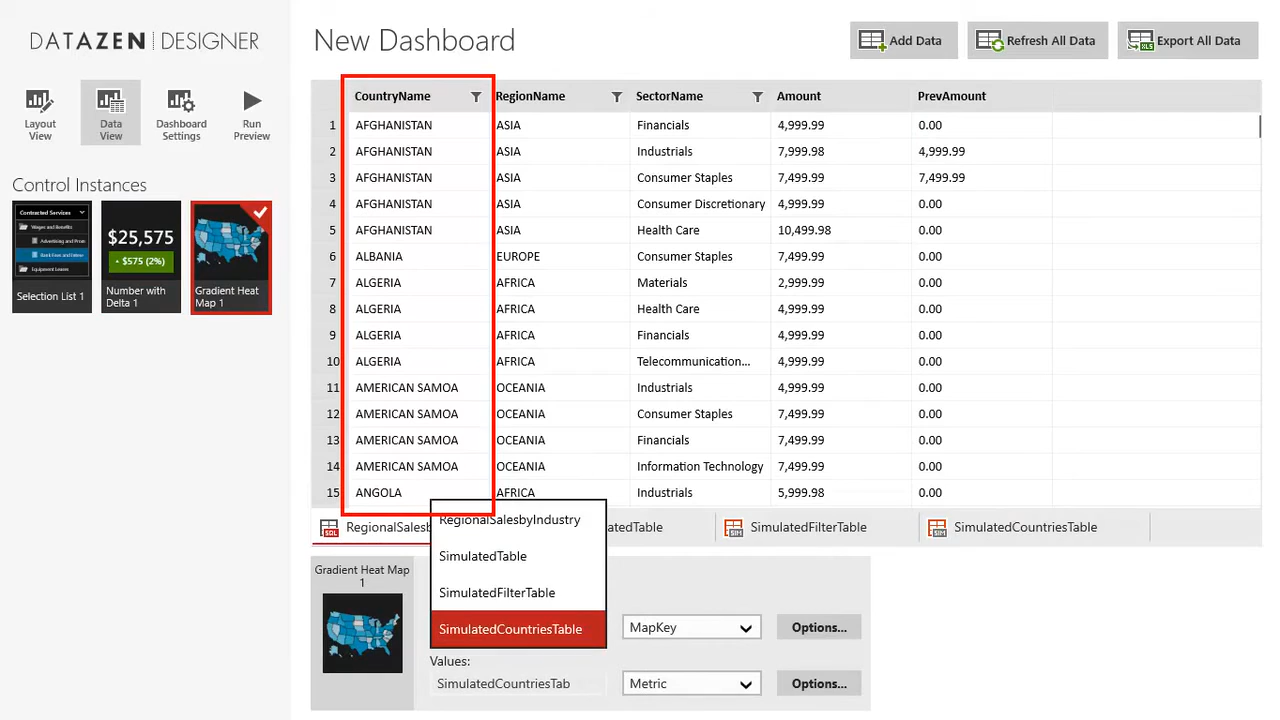 DATAZEN DESIGNER
New Dashboard
Add Data
Refresh All Data
XLS
Export All Data
Layout View
Data View
Dashboard Settings
Run Preview
Control Instances
Contracted Services
Wages and Benefits
Equipment Leases
Selection List 1
$25,575
$575 (2%)
Number with Delta 1
Gradient Heat Map 1
CountryName RegionName SectorName Amount PrevAmount
1 AFGHANISTAN ASIA Financials 4,999.99 0.00
2 AFGHANISTAN ASIA Industrials 7,999.98 4,999.99
3 AFGHANISTAN ASIA Consumer Staples 7,499.99 7,499.99
4 AFGHANISTAN ASIA Consumer Discretionary 4,999.99 0.00
5 AFGHANISTAN ASIA Health Care 10,499.98 0.00
6 ALBANIA EUROPE Consumer Staples 7,499.99 0.00
7 ALGERIA AFRICA Materials 2,999.99 0.00
8 ALGERIA AFRICA Health Care 4,999.99 0.00
9 ALGERIA AFRICA Financials 4,999.99 0.00
10 ALGERIA AFRICA Telecommunication... 4,999.99 0.00
11 AMERICAN SAMOA OCEANIA Industrials 4,999.99 0.00
12 AMERICAN SAMOA OCEANIA Consumer Staples 7,499.99 0.00
13 AMERICAN SAMOA OCEANIA Financials 7,499.99 0.00
14 AMERICAN SAMOA OCEANIA Information Technology 7,499.99 0.00
15 ANGOLA AFRICA Industrials 5,999.98 0.00
SQL RegionalSalesb
atedTable
SIM SimulatedFilterTable
SIM SimulatedCountriesTable
RegionalSalesbyIndustry
SimulatedTable
SimulatedFilterTable
SimulatedCountriesTable
Gradient Heat Map
1
MapKey
Options...
Values:
SimulatedCountriesTab
Metric
Options...